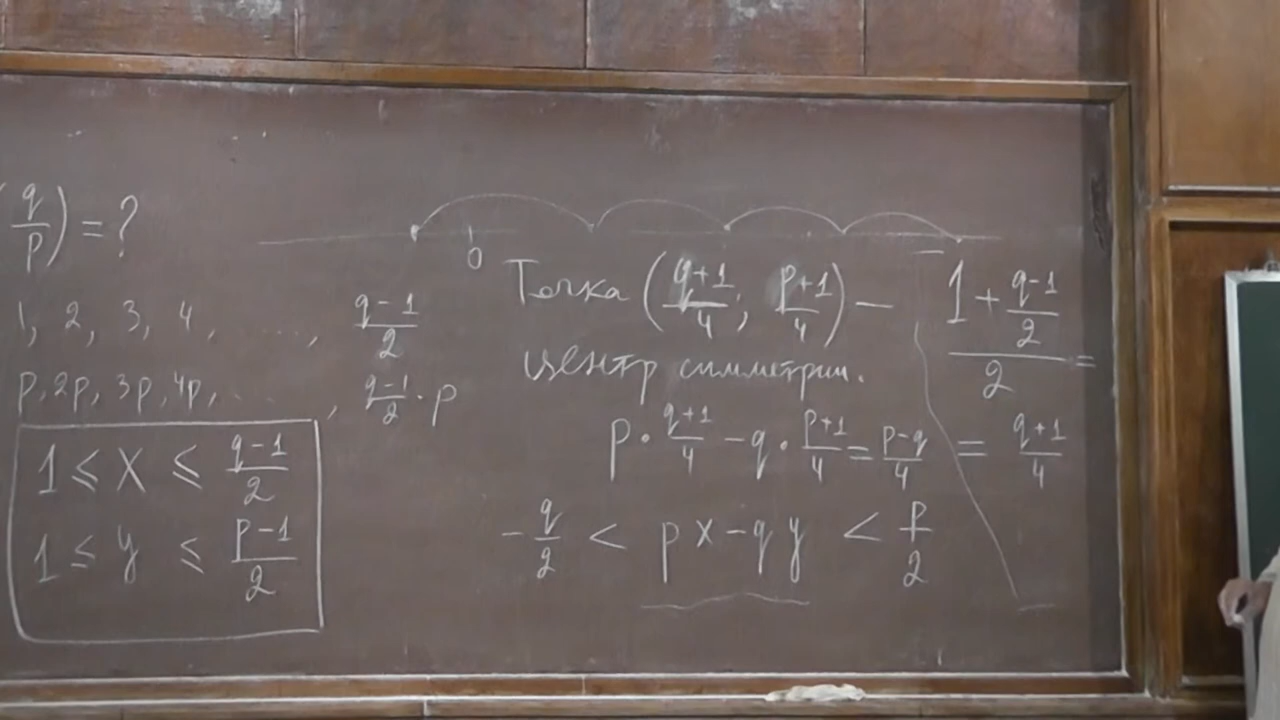 (q/p) = ?
1, 2, 3, 4, ....., (q-1)/2
p, 2p, 3p, 4p, ....., (q-1)/2 · p
1 ≤ x ≤ (q-1)/2
1 ≤ y ≤ (p-1)/2
0
Точка ((q+1)/4; (p+1)/4) —
центр симметрии.
p · (q+1)/4 - q · (p+1)/4 = (p-q)/4
-q/2 < px - qy < p/2
(1 + (q-1)/2)/2 =
= (q+1)/4